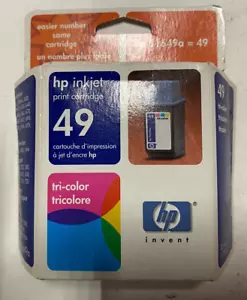 easier number
same
cartridge
un nombre plus
51649a = 49
hp inkjet
print cartridge
49
cartouche d'impression
à jet d'encre hp
49
tri-color
tricolore
hp
invent